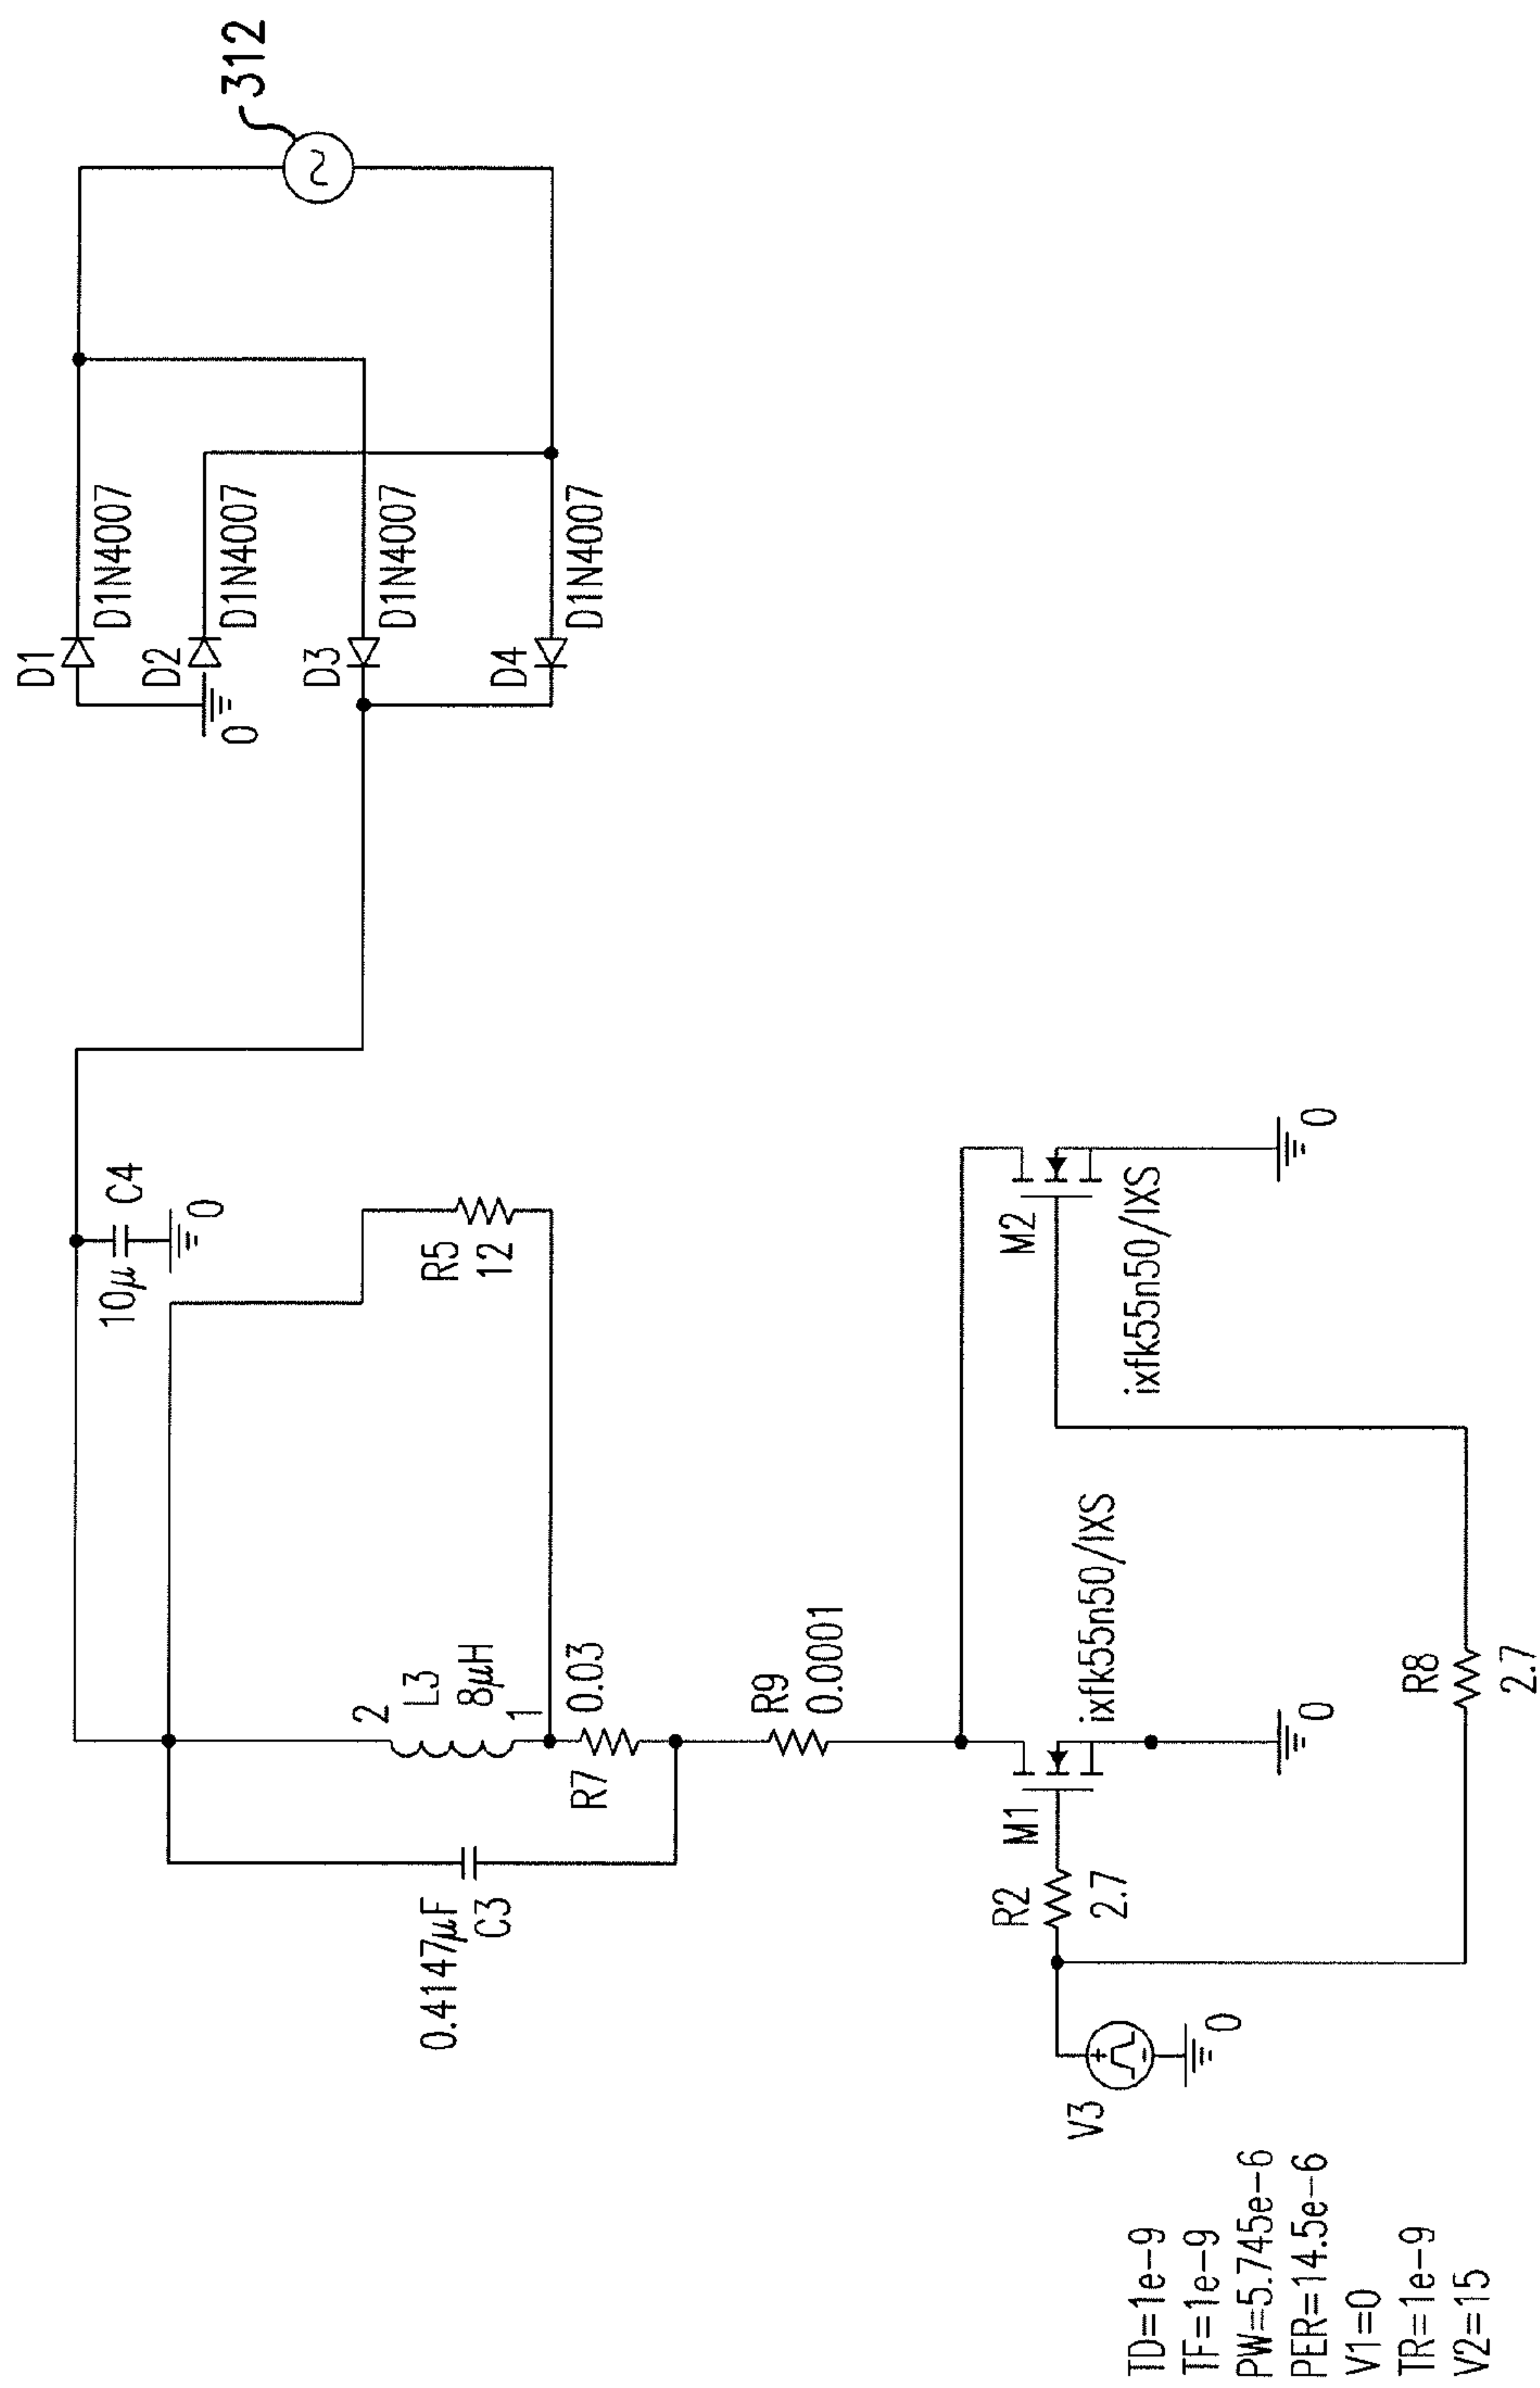 312
D1
D1N4007
D2
D1N4007
0
D3
D1N4007
D4
D1N4007
10μ
C4
0
R5
12
2
L3
8μH
1
0.4147μF
C3
R7
0.03
R9
0.0001
M2
ixfk55n50/IXS
0
M1
ixfk55n50/IXS
0
R2
2.7
R8
2.7
V3
+
-
0
TD=1e-9
TF=1e-9
PW=5.745e-6
PER=14.5e-6
V1=0
TR=1e-9
V2=15